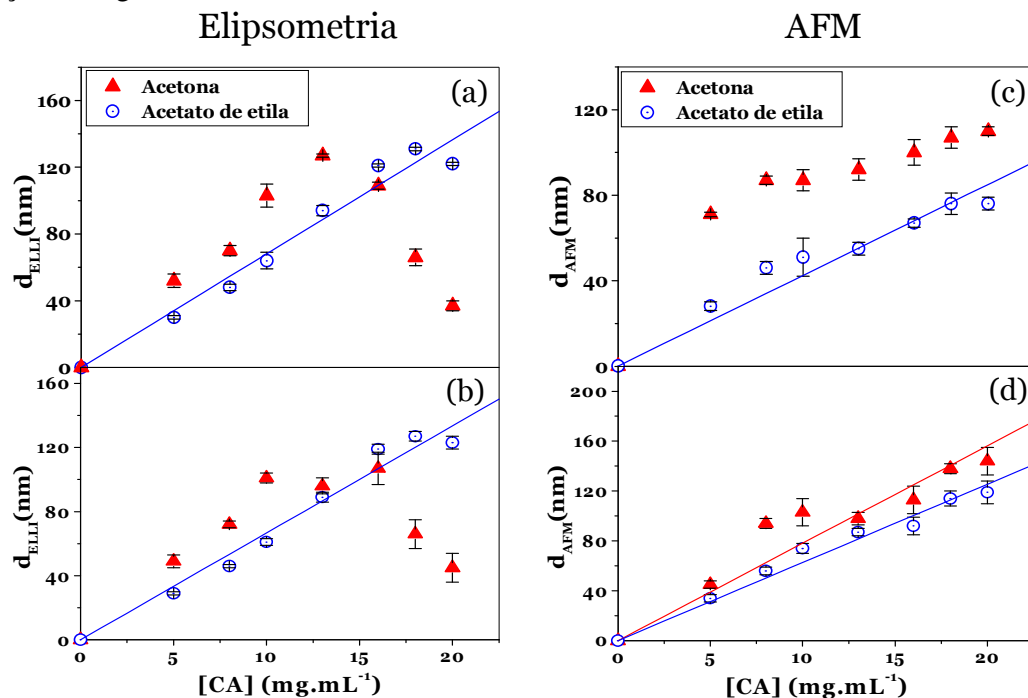 Elipsometria
AFM
160
120
80
40
0
d_ELLI(nm)
Acetona
Acetato de etila
(a)
120
80
40
0
d_AFM(nm)
Acetona
Acetato de etila
(c)
160
120
80
40
0
d_ELLI(nm)
(b)
0 5 10 15 20
[CA] (mg.mL⁻¹)
200
160
120
80
40
0
d_AFM(nm)
(d)
0 5 10 15 20
[CA] (mg.mL⁻¹)